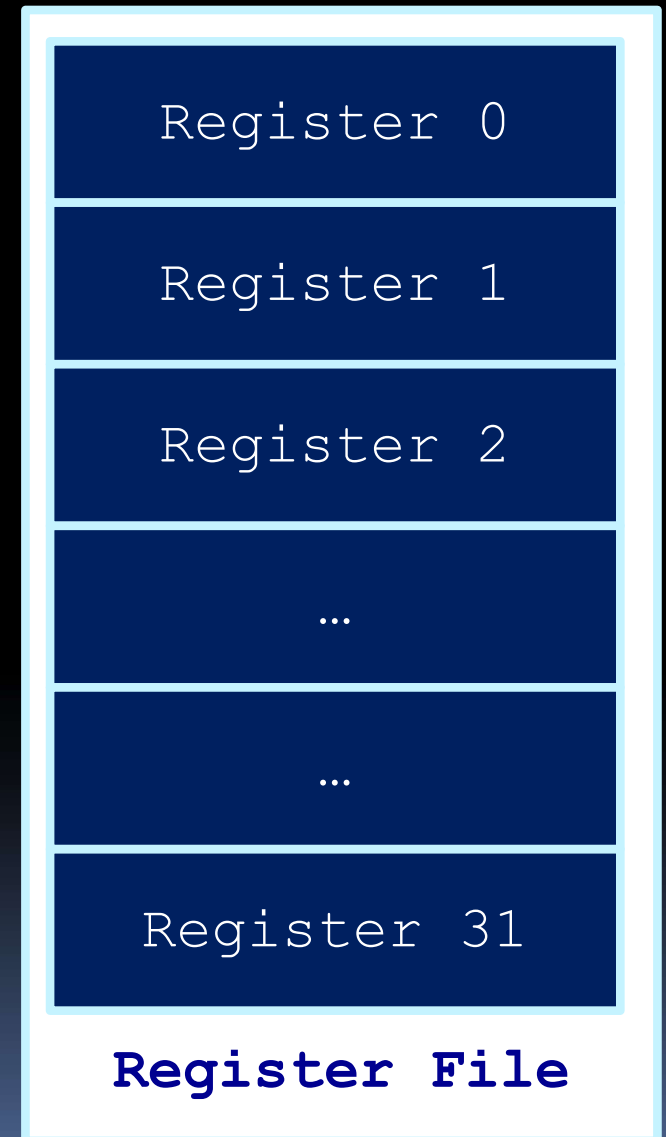 Register 0
Register 1
Register 2
…
…
Register 31
Register File